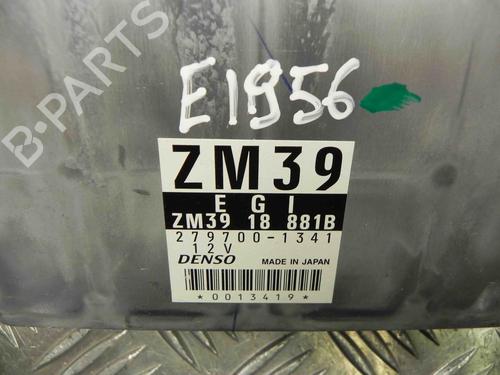 B-PARTS
E1956
ZM39
EGI
ZM39 18 881B
279700-1341
12V
DENSO MADE IN JAPAN
*0013419*